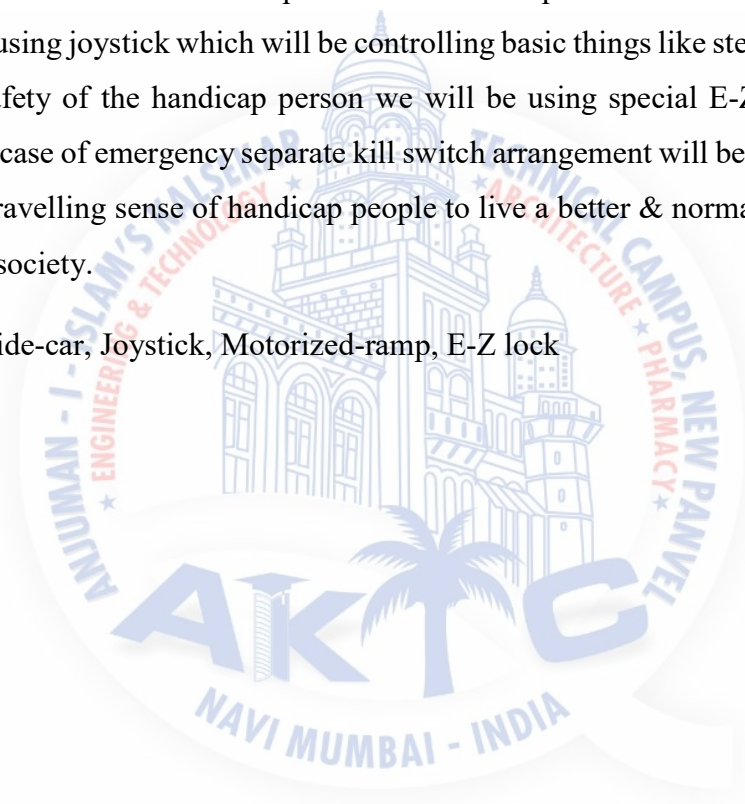 using joystick which will be controlling basic things like ste
fety of the handicap person we will be using special E-Z
case of emergency separate kill switch arrangement will be
ravelling sense of handicap people to live a better & norma
society.
ide-car, Joystick, Motorized-ramp, E-Z lock
ANJUMAN - I - ISLAM'S KALSEKAR TECHNICAL CAMPUS, NEW PANVEL
ENGINEERING & TECHNOLOGY ★ ARCHITECTURE ★ PHARMACY ★
AKTC
NAVI MUMBAI - INDIA